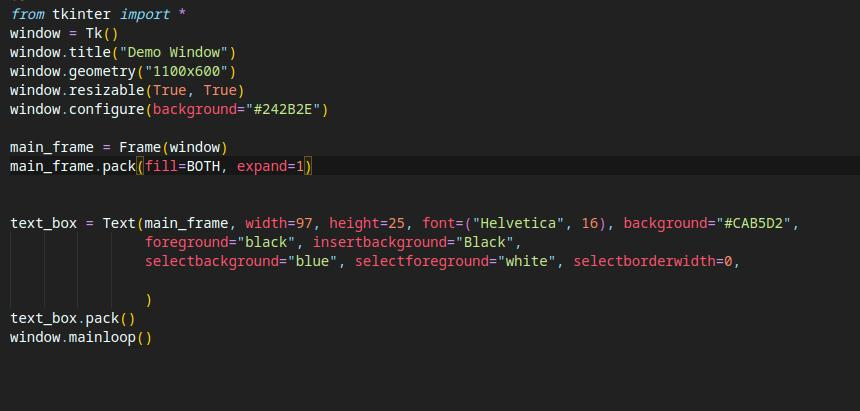 from tkinter import *
window = Tk()
window.title("Demo Window")
window.geometry("1100x600")
window.resizable(True, True)
window.configure(background="#242B2E")
main_frame = Frame(window)
main_frame.pack(fill=BOTH, expand=1)
text_box = Text(main_frame, width=97, height=25, font=("Helvetica", 16), background="#CAB5D2",
foreground="black", insertbackground="Black",
selectbackground="blue", selectforeground="white", selectborderwidth=0,
)
text_box.pack()
window.mainloop()